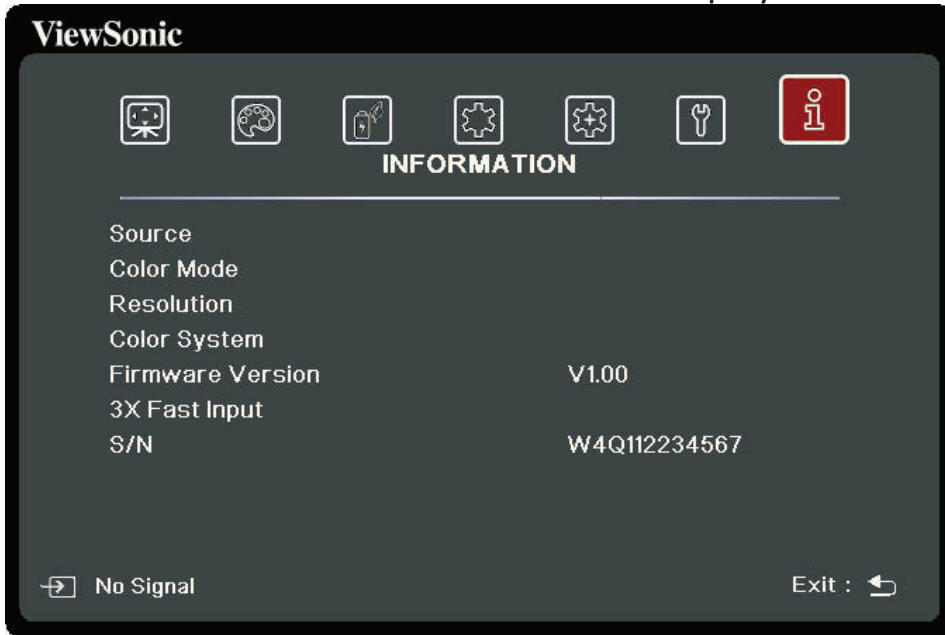 ViewSonic
INFORMATION
Source
Color Mode
Resolution
Color System
Firmware Version V1.00
3X Fast Input
S/N W4Q112234567
No Signal Exit :